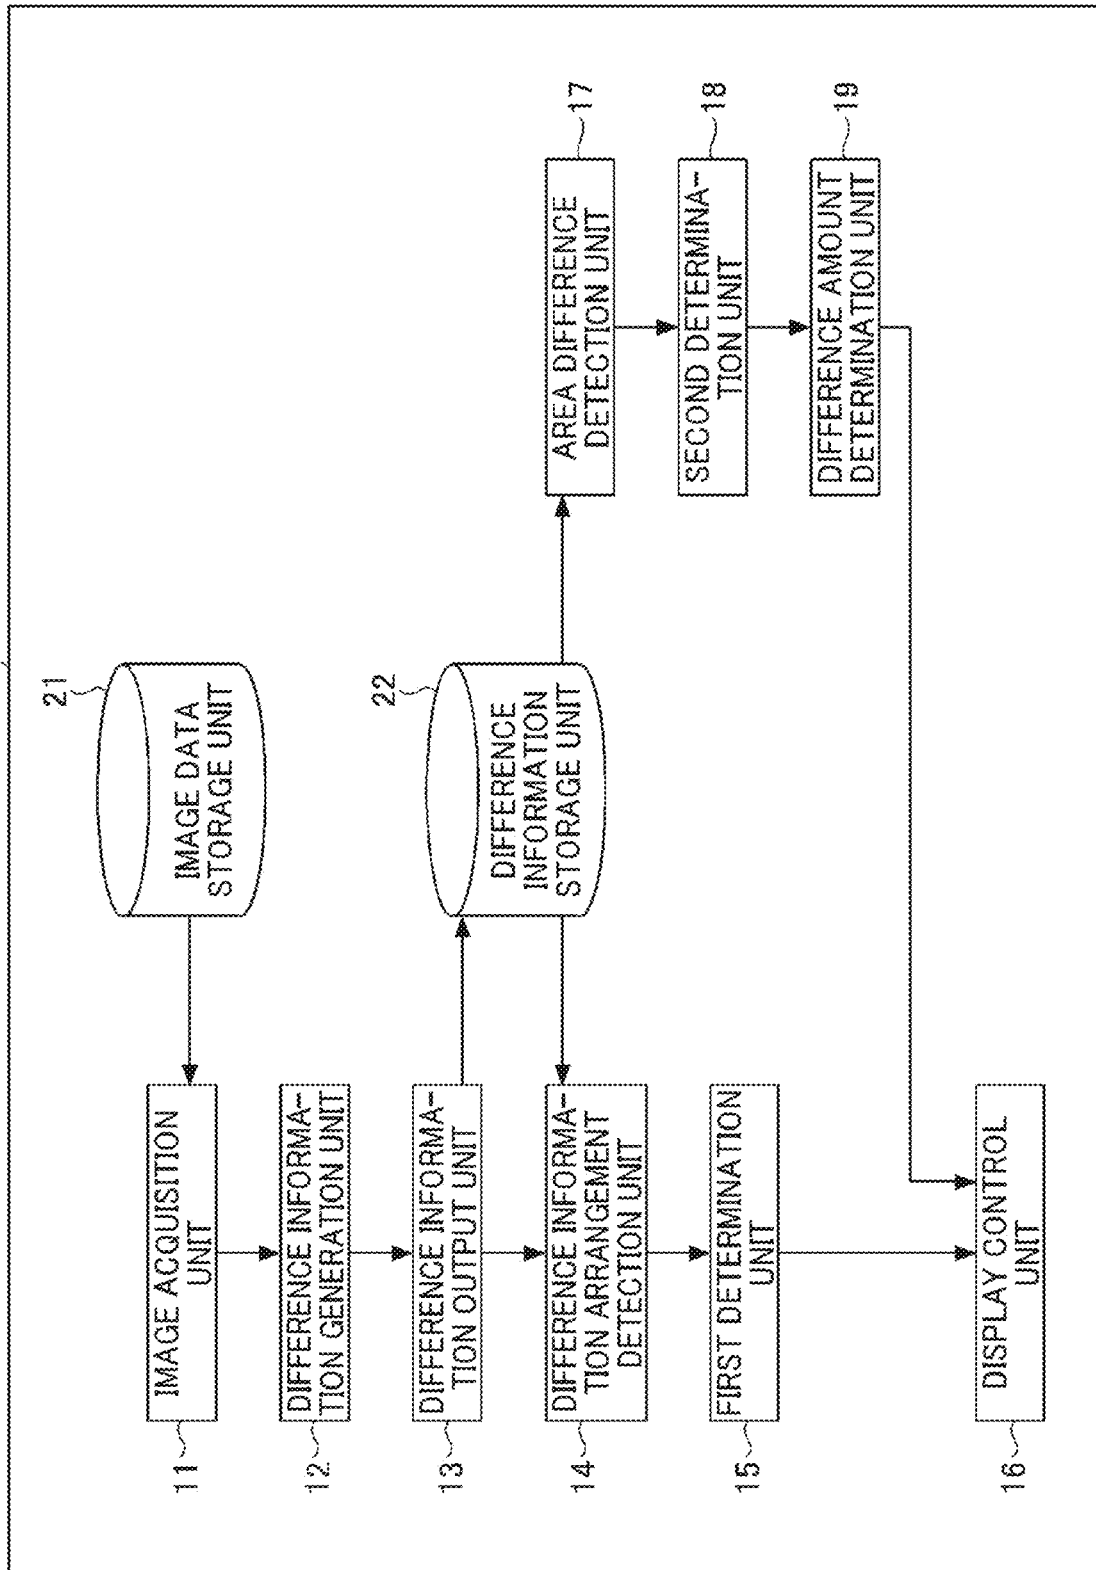 21
IMAGE DATA
STORAGE UNIT
11
IMAGE ACQUISITION
UNIT
12
DIFFERENCE INFORMA-
TION GENERATION UNIT
13
DIFFERENCE INFORMA-
TION OUTPUT UNIT
22
DIFFERENCE
INFORMATION
STORAGE UNIT
14
DIFFERENCE INFORMA-
TION ARRANGEMENT
DETECTION UNIT
17
AREA DIFFERENCE
DETECTION UNIT
15
FIRST DETERMINATION
UNIT
18
SECOND DETERMINA-
TION UNIT
19
DIFFERENCE AMOUNT
DETERMINATION UNIT
16
DISPLAY CONTROL
UNIT